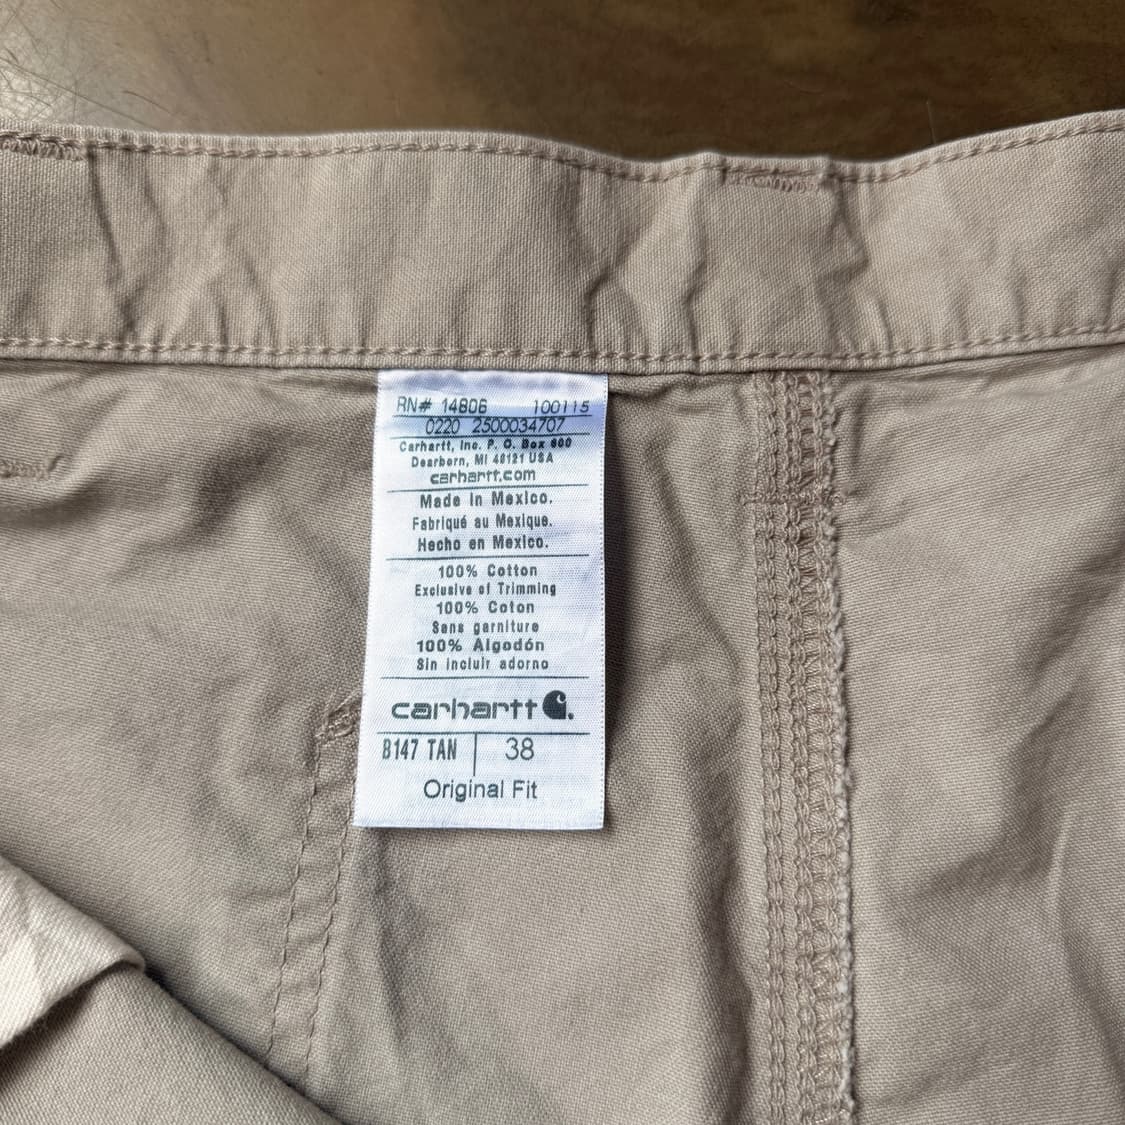 RN# 14806 100115
0220 2500034707
Carhartt, Inc. P. O. Box 600
Dearborn, MI 48121 USA
carhartt.com
Made in Mexico.
Fabriqué au Mexique.
Hecho en Mexico.
100% Cotton
Exclusive of Trimming
100% Coton
Sans garniture
100% Algodón
Sin incluir adorno
carhartt
B147 TAN 38
Original Fit